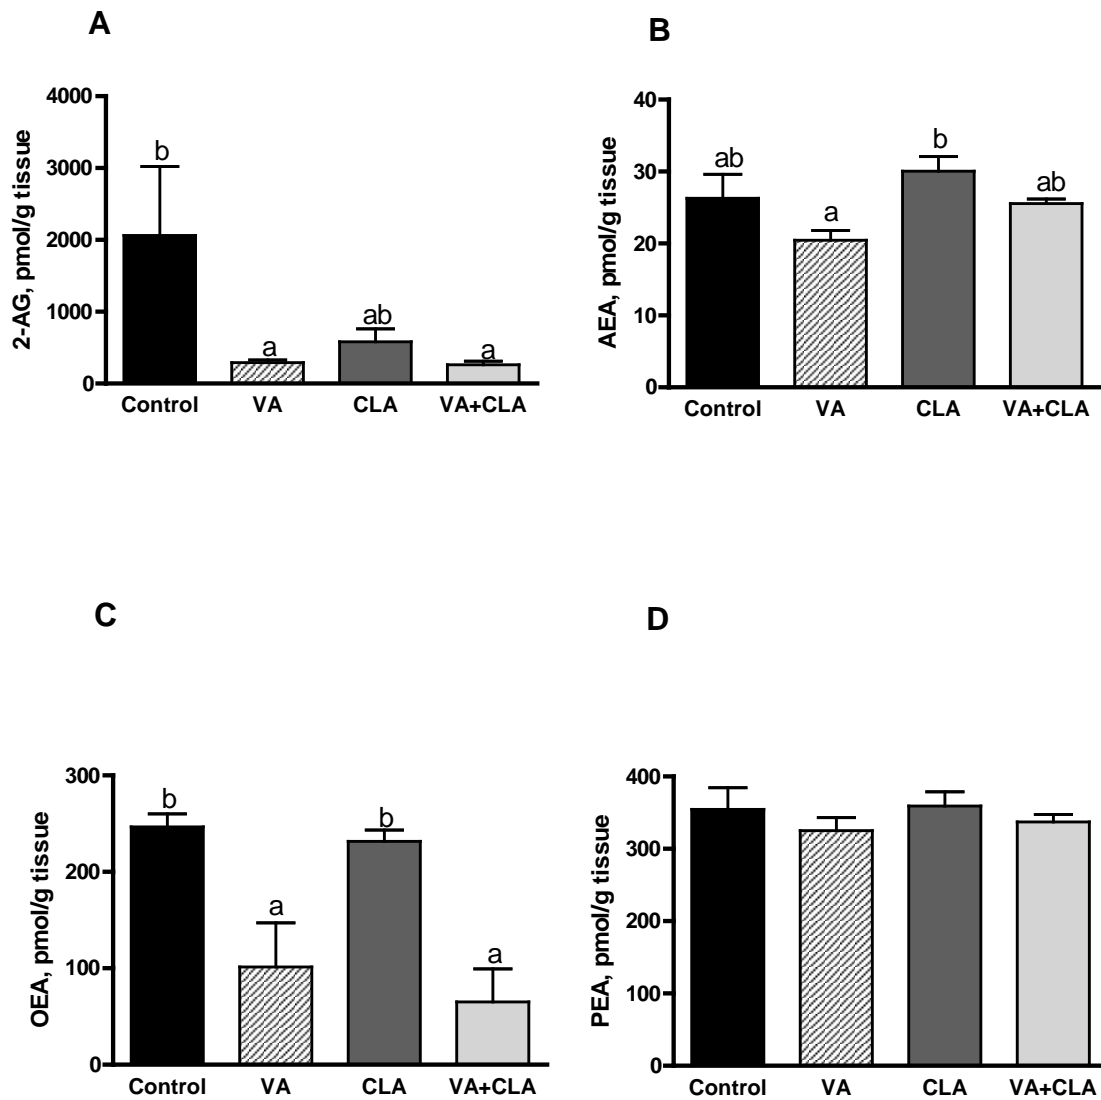 A
2-AG, pmol/g tissue
4000
3000
2000
1000
0
b
a
ab
a
Control VA CLA VA+CLA
B
AEA, pmol/g tissue
40
30
20
10
0
ab
a
b
ab
Control VA CLA VA+CLA
C
OEA, pmol/g tissue
300
200
100
0
b
a
b
a
Control VA CLA VA+CLA
D
PEA, pmol/g tissue
400
300
200
100
0
Control VA CLA VA+CLA